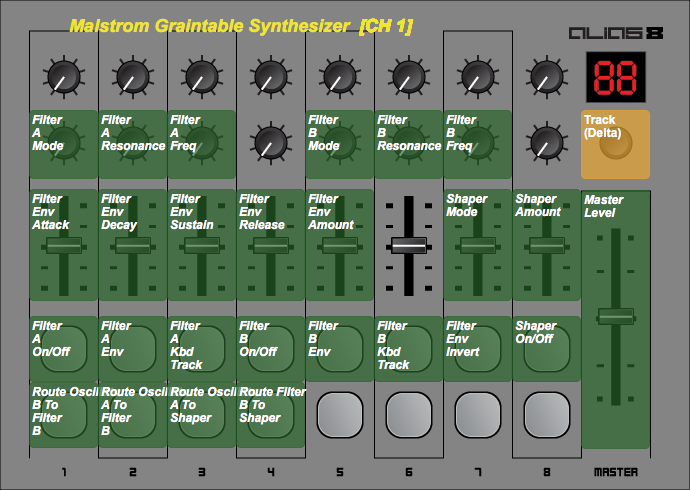 Malstrom Graintable Synthesizer [CH 1]
ALIAS 8
88
Filter A Mode
Filter A Resonance
Filter A Freq
Filter B Mode
Filter B Resonance
Filter B Freq
Track (Delta)
Filter Env Attack
Filter Env Decay
Filter Env Sustain
Filter Env Release
Filter Env Amount
Shaper Mode
Shaper Amount
Master Level
Filter A On/Off
Filter A Env
Filter A Kbd Track
Filter B On/Off
Filter B Env
Filter B Kbd Track
Filter Env Invert
Shaper On/Off
Route Oscil B To Filter B
Route Oscil A To Filter B
Route Oscil A To Shaper
Route Filter B To Shaper
1 2 3 4 5 6 7 8 MASTER